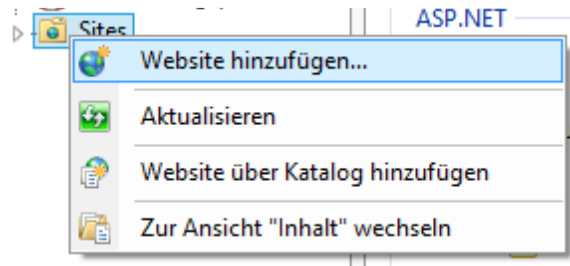 ASP.NET
Sites
Website hinzufügen...
Aktualisieren
Website über Katalog hinzufügen
Zur Ansicht "Inhalt" wechseln